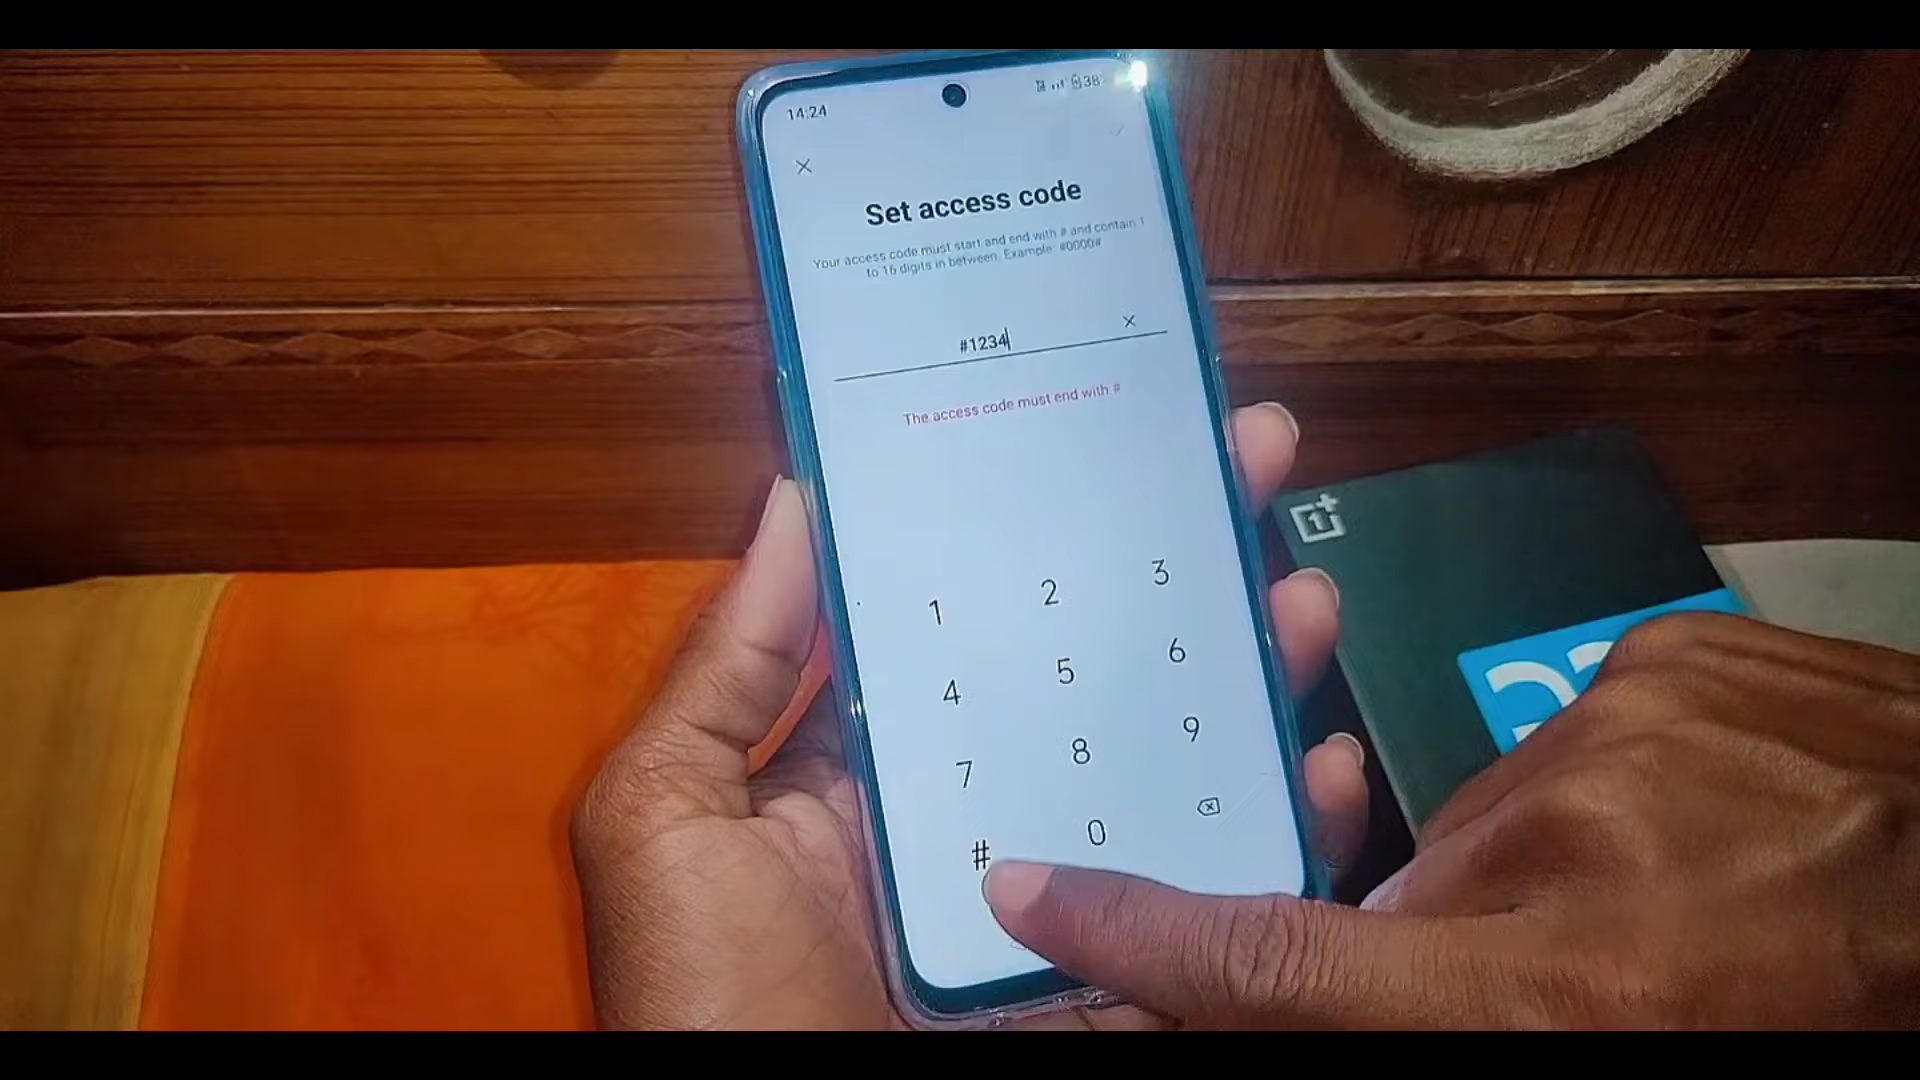 14:24
38
Set access code
Your access code must start and end with # and contain 1
to 16 digits in between. Example: #0000#
#1234
The access code must end with #
1 2 3
4 5 6
7 8 9
# 0
1+